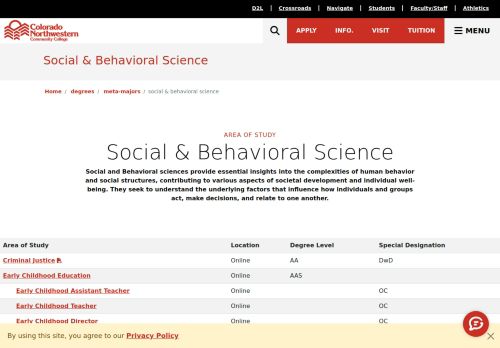 D2L | Crossroads | Navigate | Students | Faculty/Staff | Athletics
Colorado
Northwestern
Community College
APPLY INFO. VISIT TUITION MENU
Social & Behavioral Science
Home / degrees / meta-majors / social & behavioral science
AREA OF STUDY
Social & Behavioral Science
Social and Behavioral sciences provide essential insights into the complexities of human behavior
and social structures, contributing to various aspects of societal development and individual well-
being. They seek to understand the underlying factors that influence how individuals and groups
act, make decisions, and relate to one another.
Area of Study Location Degree Level Special Designation
Criminal Justice Online AA DwD
Early Childhood Education Online AAS
Early Childhood Assistant Teacher Online OC
Early Childhood Teacher Online OC
Early Childhood Director Online OC
By using this site, you agree to our Privacy Policy ×